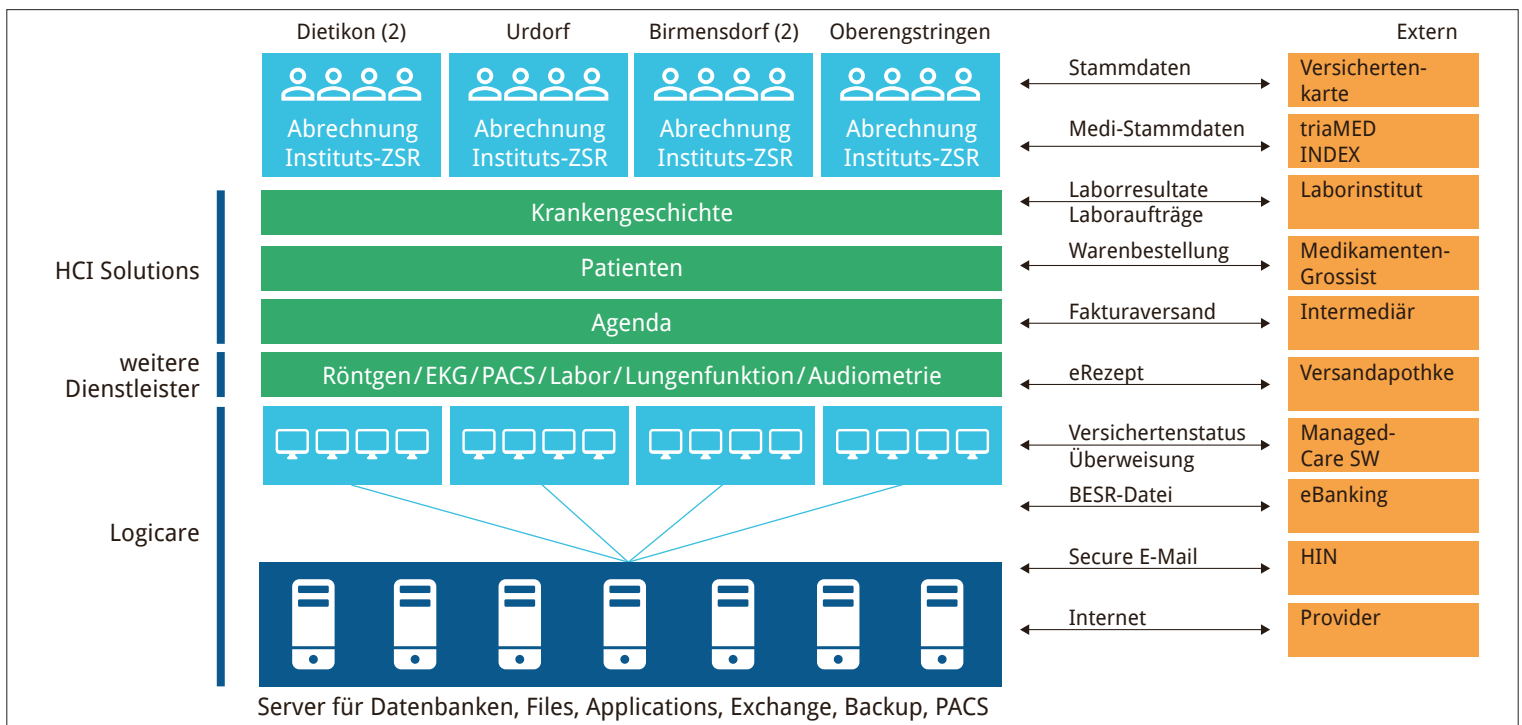 Dietikon (2)
Urdorf
Birmensdorf (2)
Oberengstringen
Extern
Abrechnung
Instituts-ZSR
Abrechnung
Instituts-ZSR
Abrechnung
Instituts-ZSR
Abrechnung
Instituts-ZSR
HCI Solutions
Krankengeschichte
Patienten
Agenda
weitere
Dienstleister
Röntgen/EKG/PACS/Labor/Lungenfunktion/Audiometrie
Logicare
Server für Datenbanken, Files, Applications, Exchange, Backup, PACS
Stammdaten
Versicherten-
karte
Medi-Stammdaten
triaMED
INDEX
Laborresultate
Laboraufträge
Laborinstitut
Warenbestellung
Medikamenten-
Grossist
Fakturaversand
Intermediär
eRezept
Versandapothke
Versichertenstatus
Überweisung
Managed-
Care SW
BESR-Datei
eBanking
Secure E-Mail
HIN
Internet
Provider